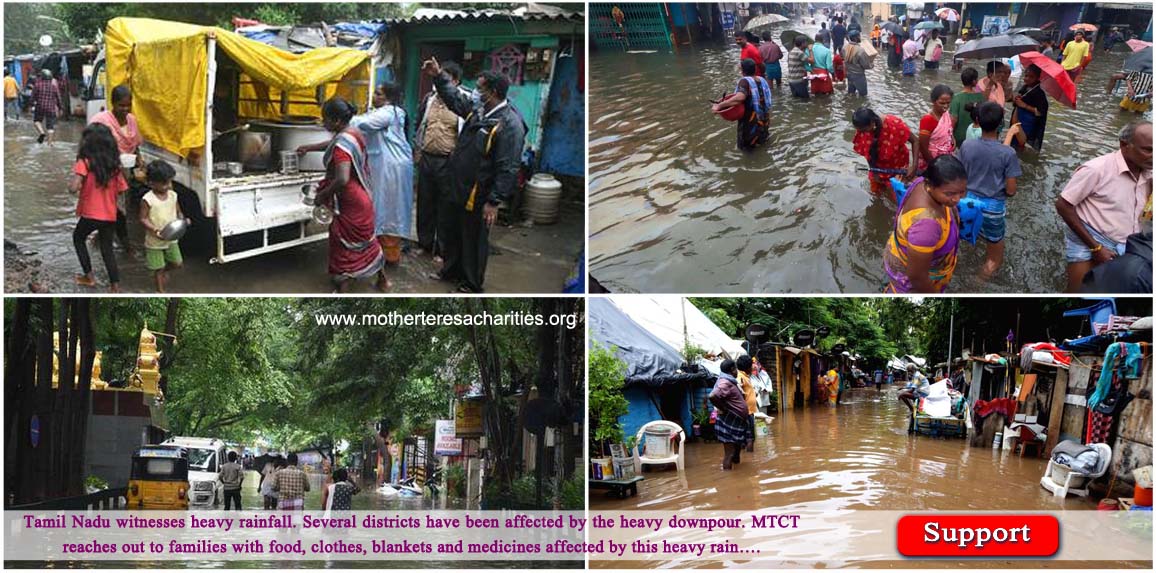 www.motherteresacharities.org
Tamil Nadu witnesses heavy rainfall. Several districts have been affected by the heavy downpour. MTCT
reaches out to families with food, clothes, blankets and medicines affected by this heavy rain....
Support